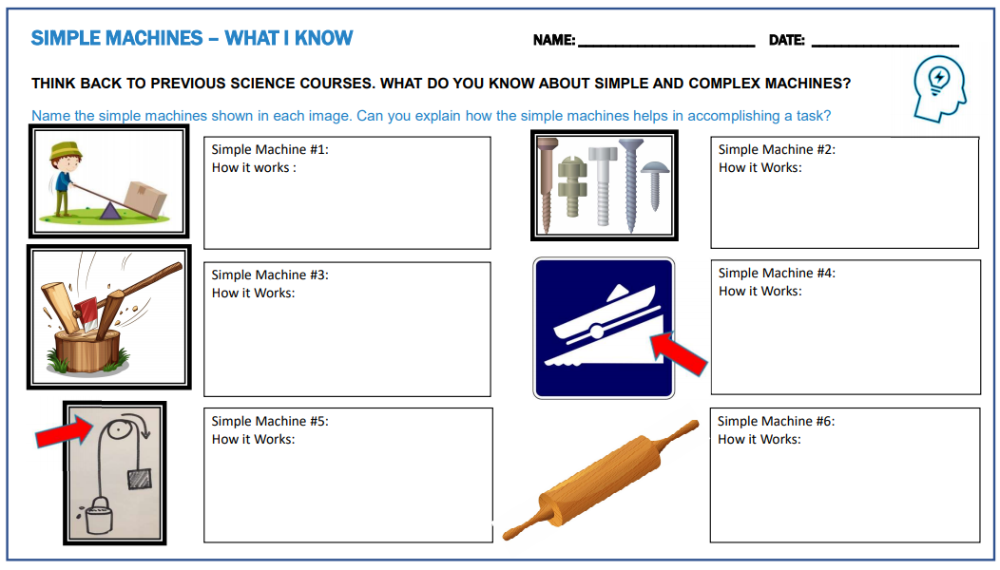 SIMPLE MACHINES – WHAT I KNOW
NAME: ______________________ DATE: __________________
THINK BACK TO PREVIOUS SCIENCE COURSES. WHAT DO YOU KNOW ABOUT SIMPLE AND COMPLEX MACHINES?
Name the simple machines shown in each image. Can you explain how the simple machines helps in accomplishing a task?
Simple Machine #1:
How it works :
Simple Machine #2:
How it Works:
Simple Machine #3:
How it Works:
Simple Machine #4:
How it Works:
Simple Machine #5:
How it Works:
Simple Machine #6:
How it Works: